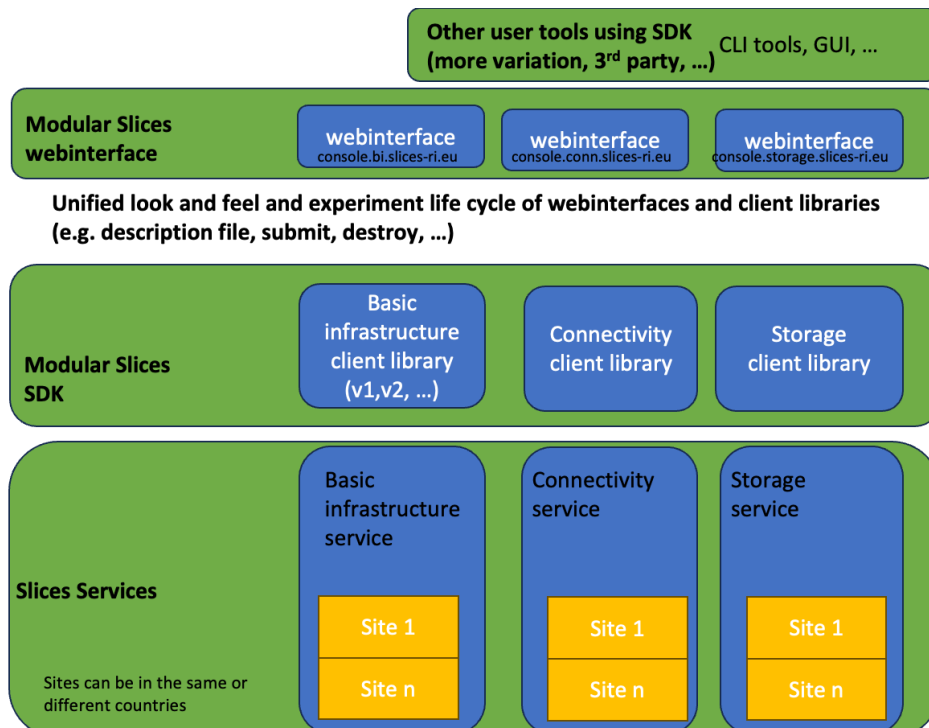 Other user tools using SDK
(more variation, 3rd party, …)
CLI tools, GUI, …
Modular Slices
webinterface
webinterface
console.bi.slices-ri.eu
webinterface
console.conn.slices-ri.eu
webinterface
console.storage.slices-ri.eu
Unified look and feel and experiment life cycle of webinterfaces and client libraries
(e.g. description file, submit, destroy, …)
Modular Slices
SDK
Basic
infrastructure
client library
(v1,v2, …)
Connectivity
client library
Storage
client library
Slices Services
Basic
infrastructure
service
Site 1
Site n
Connectivity
service
Site 1
Site n
Storage
service
Site 1
Site n
Sites can be in the same or
different countries